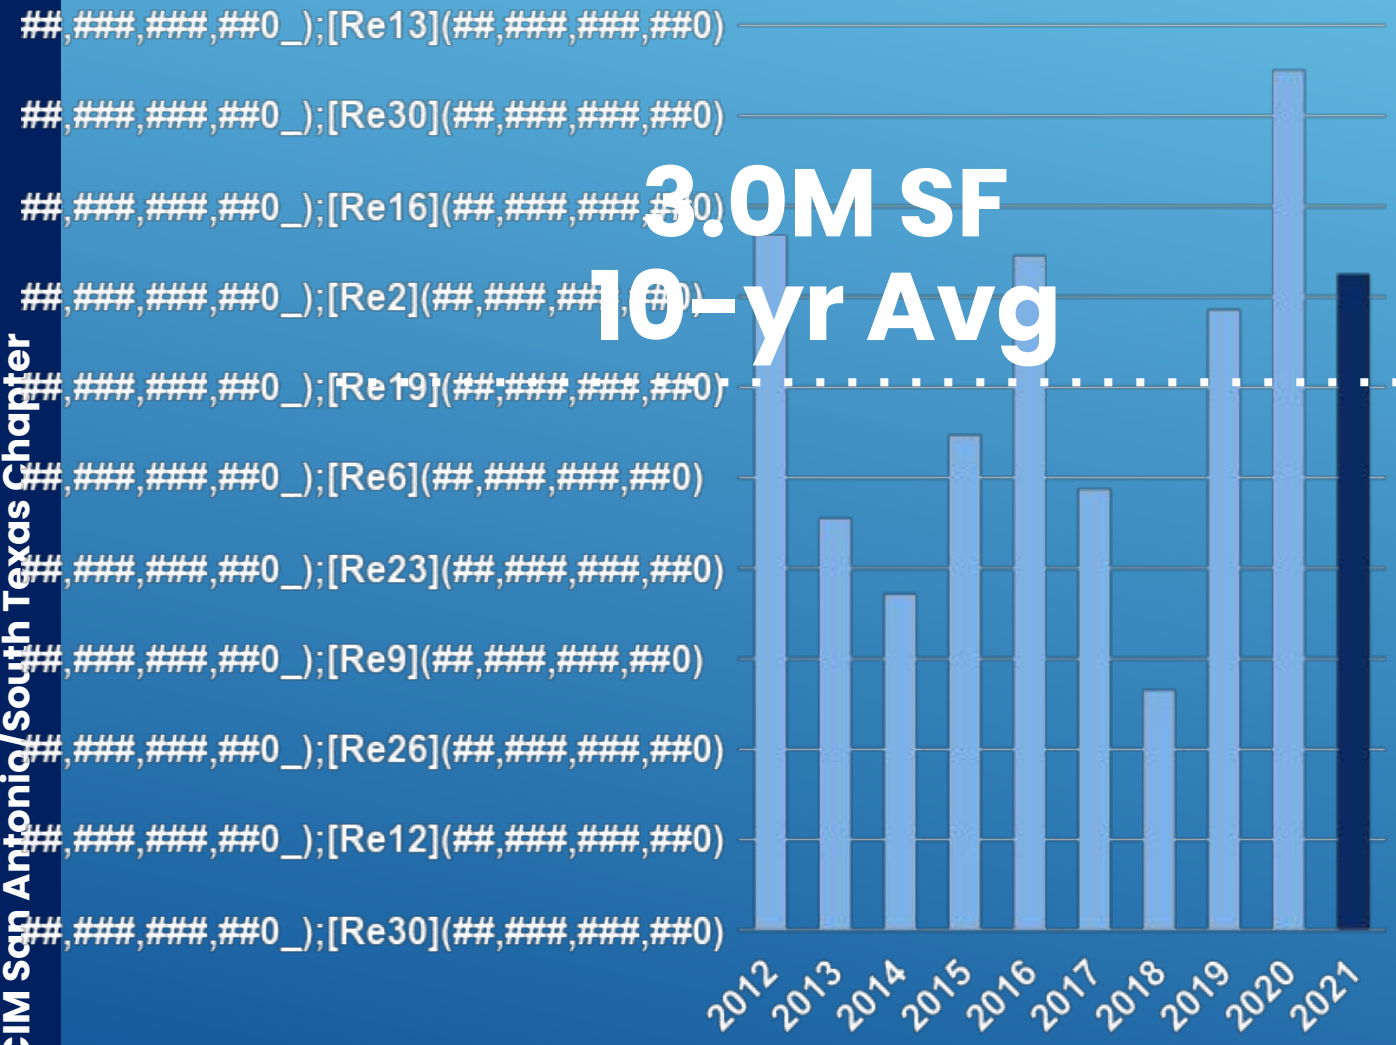 ##,###,###,##0_);[Re13](##,###,###,##0)
##,###,###,##0_);[Re30](##,###,###,##0)
##,###,###,##0_);[Re16](##,###,###,##0)
##,###,###,##0_);[Re2](##,###,###,##0)
##,###,###,##0_);[Re19](##,###,###,##0)
##,###,###,##0_);[Re6](##,###,###,##0)
##,###,###,##0_);[Re23](##,###,###,##0)
##,###,###,##0_);[Re9](##,###,###,##0)
##,###,###,##0_);[Re26](##,###,###,##0)
##,###,###,##0_);[Re12](##,###,###,##0)
##,###,###,##0_);[Re30](##,###,###,##0)
3.0M SF
10-yr Avg
2012
2013
2014
2015
2016
2017
2018
2019
2020
2021
CIM San Antonio/South Texas Chapter